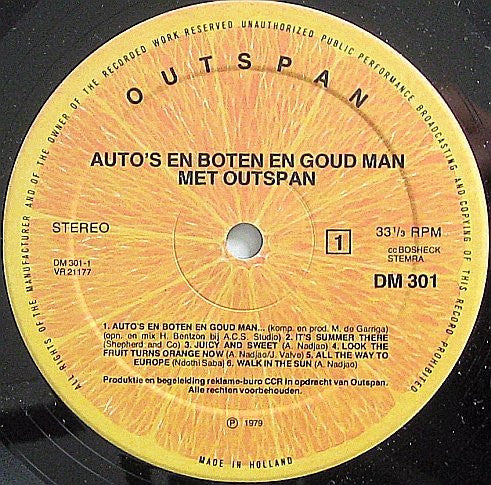 ALL RIGHTS OF THE MANUFACTURER AND OF THE OWNER OF THE RECORDED WORK RESERVED UNAUTHORIZED PUBLIC PERFORMANCE BROADCASTING AND COPYING OF THIS RECORD PROHIBITED
OUTSPAN
AUTO'S EN BOTEN EN GOUD MAN
MET OUTSPAN
STEREO
1
33 1/3 RPM
DM 301-1
VR 21177
cc BOSHECK
STEMRA
DM 301
1. AUTO'S EN BOTEN EN GOUD MAN... (komp. en prod. M. de Garriga)
(opn. en mix H. Bentzon bij A.C.S. Studio) 2. IT'S SUMMER THERE
(Shepherd and Co) 3. JUICY AND SWEET (A. Nadjao) 4. LOOK THE
FRUIT TURNS ORANGE NOW (A. Nadjao/J. Valve) 5. ALL THE WAY TO
EUROPE (Ndothi Saba) 6. WALK IN THE SUN (A. Nadjao)
Produktie en begeleiding reklame-buro CCR in opdracht van Outspan.
Alle rechten voorbehouden.
Ⓟ 1979
MADE IN HOLLAND